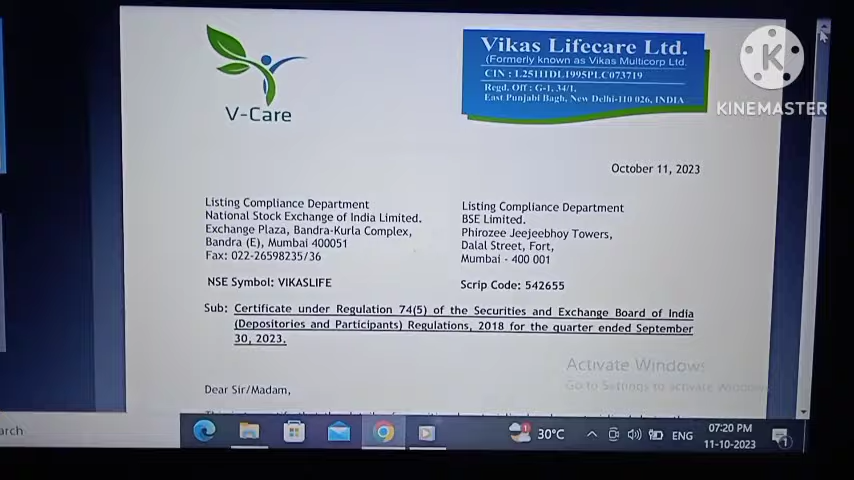 V-Care
Vikas Lifecare Ltd.
(Formerly known as Vikas Multicorp Ltd.
CIN : L25111DL1995PLC073719
Regd. Off : G-1, 34/1,
East Punjabi Bagh, New Delhi-110 026, INDIA
KINEMASTER
October 11, 2023
Listing Compliance Department
National Stock Exchange of India Limited.
Exchange Plaza, Bandra-Kurla Complex,
Bandra (E), Mumbai 400051
Fax: 022-26598235/36
NSE Symbol: VIKASLIFE
Listing Compliance Department
BSE Limited.
Phirozee Jeejeebhoy Towers,
Dalal Street, Fort,
Mumbai - 400 001
Scrip Code: 542655
Sub: Certificate under Regulation 74(5) of the Securities and Exchange Board of India
(Depositories and Participants) Regulations, 2018 for the quarter ended September
30, 2023.
Activate Windows
Go to Settings to activate Windows
Dear Sir/Madam,
arch
30°C
ENG
07:20 PM
11-10-2023